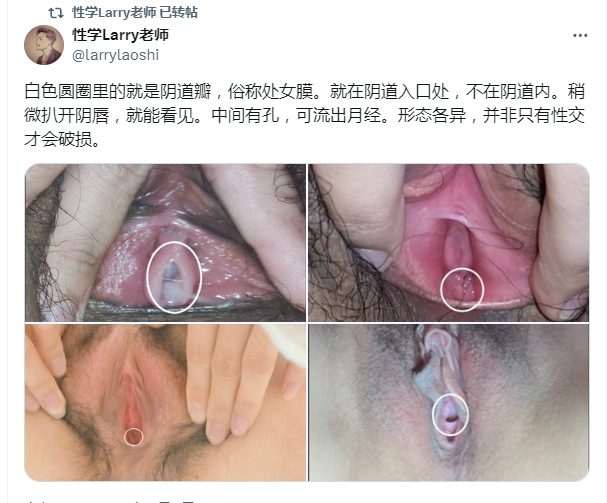 性学Larry老师 已转帖
性学Larry老师
@larrylaoshi
白色圆圈里的就是阴道瓣，俗称处女膜。就在阴道入口处，不在阴道内。稍
微扒开阴唇，就能看见。中间有孔，可流出月经。形态各异，并非只有性交
才会破损。